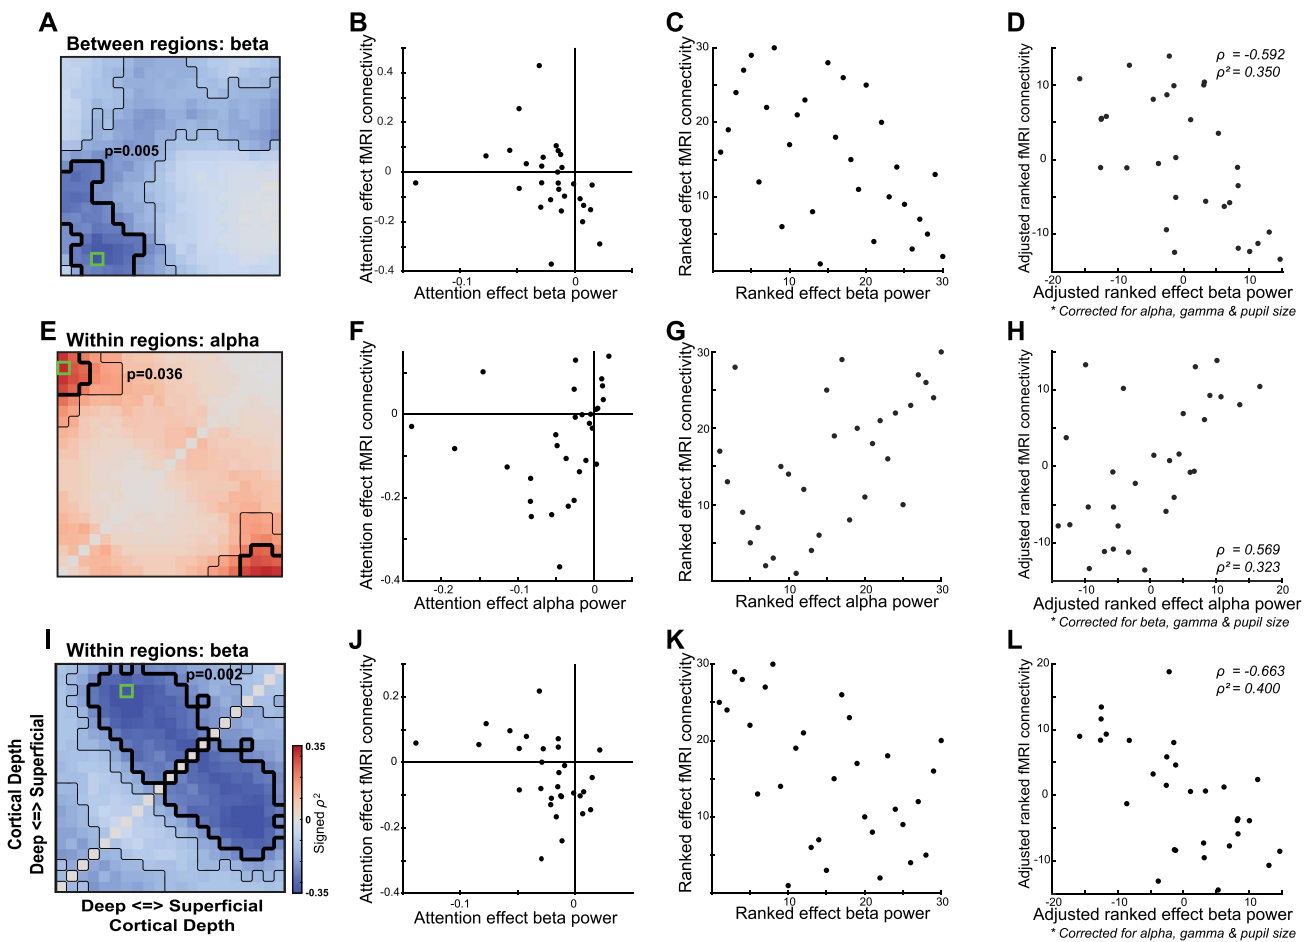 A
Between regions: beta
p=0.005
B
Attention effect fMRI connectivity
0.4
0.2
0
-0.2
-0.4
-0.1
0
Attention effect beta power
C
Ranked effect fMRI connectivity
30
20
10
10
20
30
Ranked effect beta power
D
Adjusted ranked fMRI connectivity
10
0
-10
-20
-10
0
10
ρ = -0.592
ρ² = 0.350
Adjusted ranked effect beta power
* Corrected for alpha, gamma & pupil size
E
Within regions: alpha
p=0.036
F
Attention effect fMRI connectivity
0
-0.2
-0.4
-0.2
-0.1
0
Attention effect alpha power
G
Ranked effect fMRI connectivity
30
20
10
10
20
30
Ranked effect alpha power
H
Adjusted ranked fMRI connectivity
10
0
-10
-10
0
10
20
ρ = 0.569
ρ² = 0.323
Adjusted ranked effect alpha power
* Corrected for beta, gamma & pupil size
I
Within regions: beta
p=0.002
Cortical Depth
Deep <=> Superficial
Deep <=> Superficial
Cortical Depth
0.35
0
-0.35
Signed ρ²
J
Attention effect fMRI connectivity
0.2
0
-0.2
-0.4
-0.1
0
Attention effect beta power
K
Ranked effect fMRI connectivity
30
20
10
10
20
30
Ranked effect beta power
L
Adjusted ranked fMRI connectivity
20
10
0
-10
-20
-10
0
10
ρ = -0.663
ρ² = 0.400
Adjusted ranked effect beta power
* Corrected for alpha, gamma & pupil size